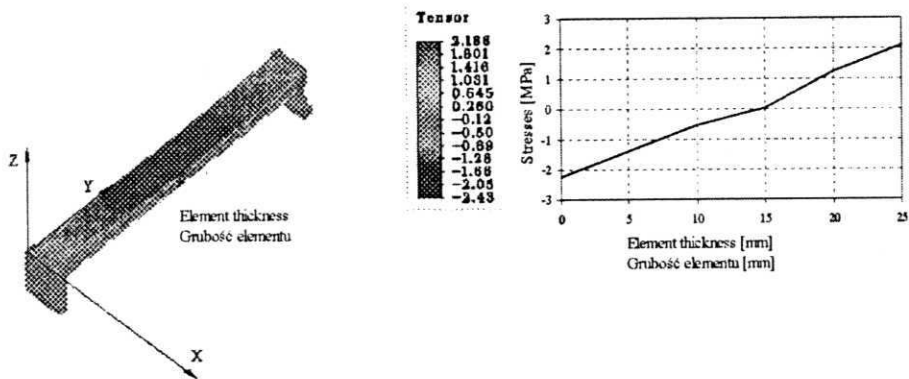 Z
Y
Element thickness
Grubość elementu
X
Tensor
2.186
1.801
1.416
1.031
0.645
0.260
-0.12
-0.50
-0.89
-1.28
-1.66
-2.05
-2.43
Stresses [MPa]
3
2
1
0
-1
-2
-3
0 5 10 15 20 25
Element thickness [mm]
Grubość elementu [mm]